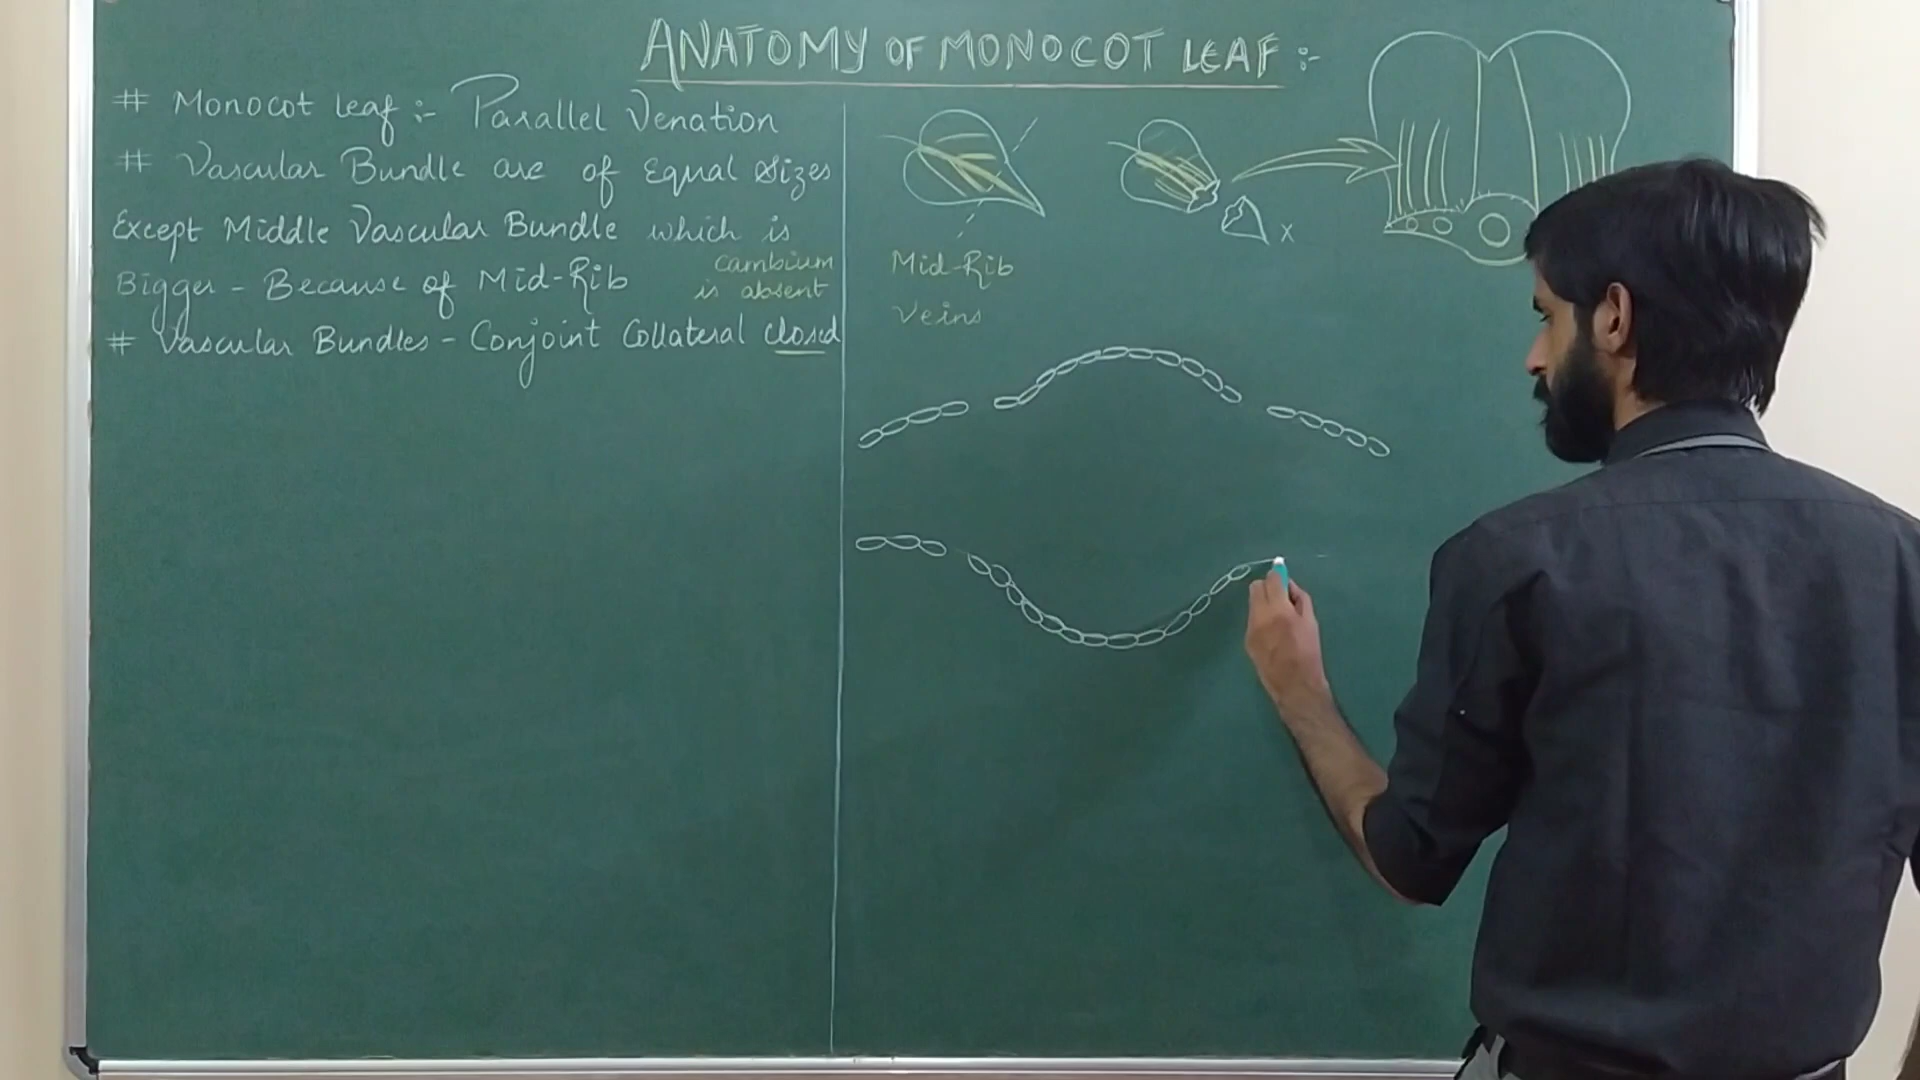 ANATOMY OF MONOCOT LEAF :-
# Monocot leaf :- Parallel Venation
# Vascular Bundle are of Equal Sizes
Except Middle Vascular Bundle which is
Bigger - Because of Mid-Rib
cambium
is absent
# Vascular Bundles - Conjoint Collateral closed
x
Mid-Rib
Veins